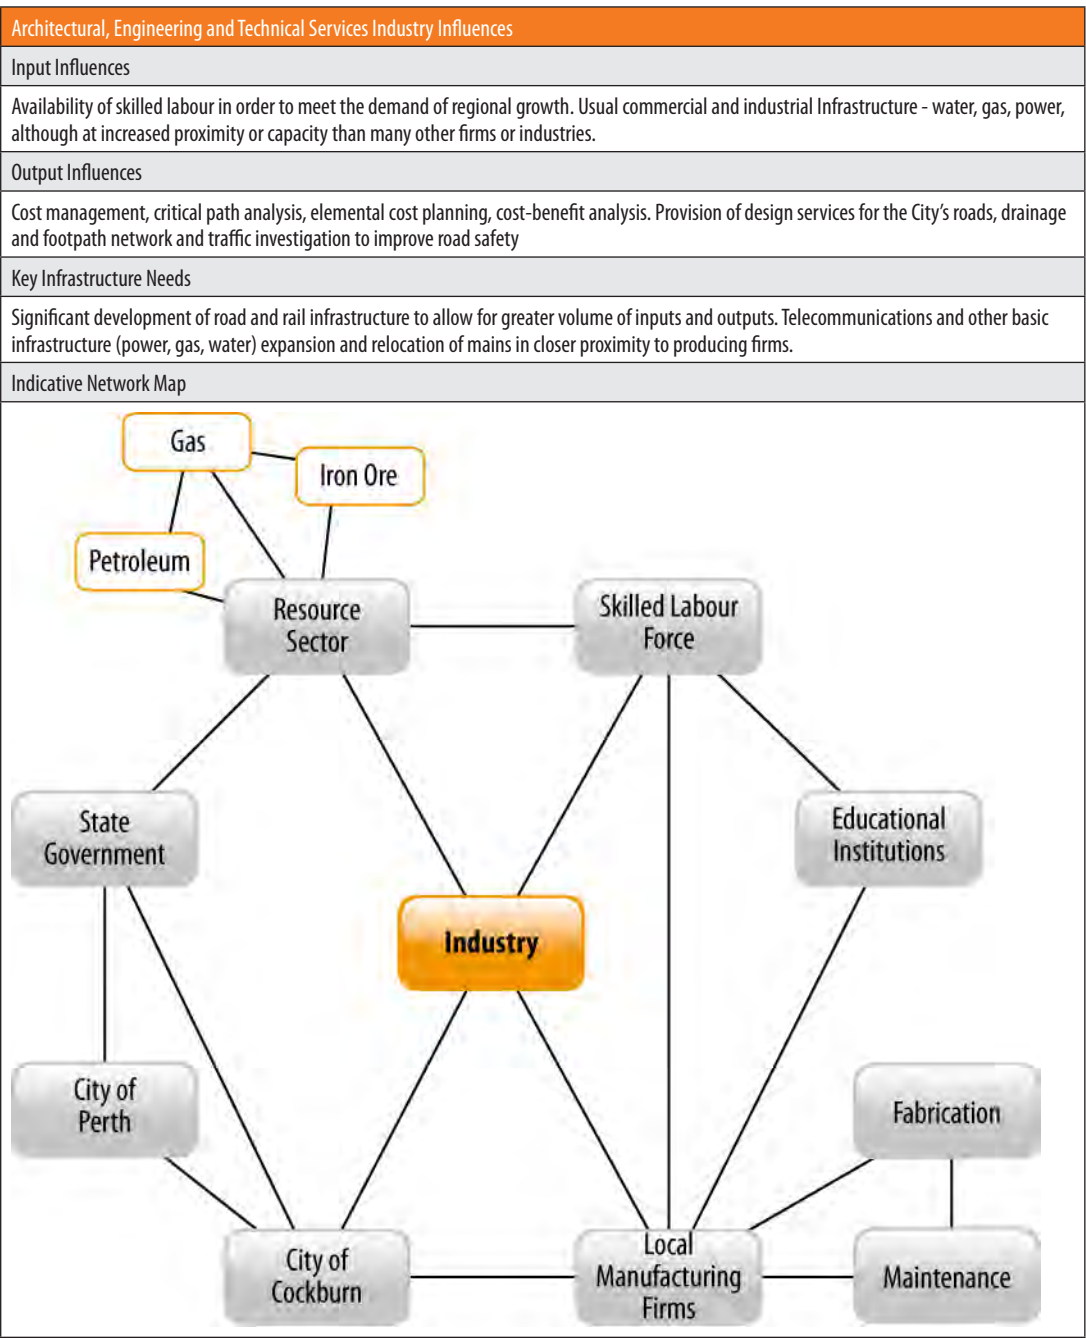 Architectural, Engineering and Technical Services Industry Influences
Input Influences
Availability of skilled labour in order to meet the demand of regional growth. Usual commercial and industrial Infrastructure - water, gas, power,
although at increased proximity or capacity than many other firms or industries.
Output Influences
Cost management, critical path analysis, elemental cost planning, cost-benefit analysis. Provision of design services for the City's roads, drainage
and footpath network and traffic investigation to improve road safety
Key Infrastructure Needs
Significant development of road and rail infrastructure to allow for greater volume of inputs and outputs. Telecommunications and other basic
infrastructure (power, gas, water) expansion and relocation of mains in closer proximity to producing firms.
Indicative Network Map
Gas
Iron Ore
Petroleum
Resource
Sector
Skilled Labour
Force
State
Government
Educational
Institutions
Industry
City of
Perth
Fabrication
City of
Cockburn
Local
Manufacturing
Firms
Maintenance